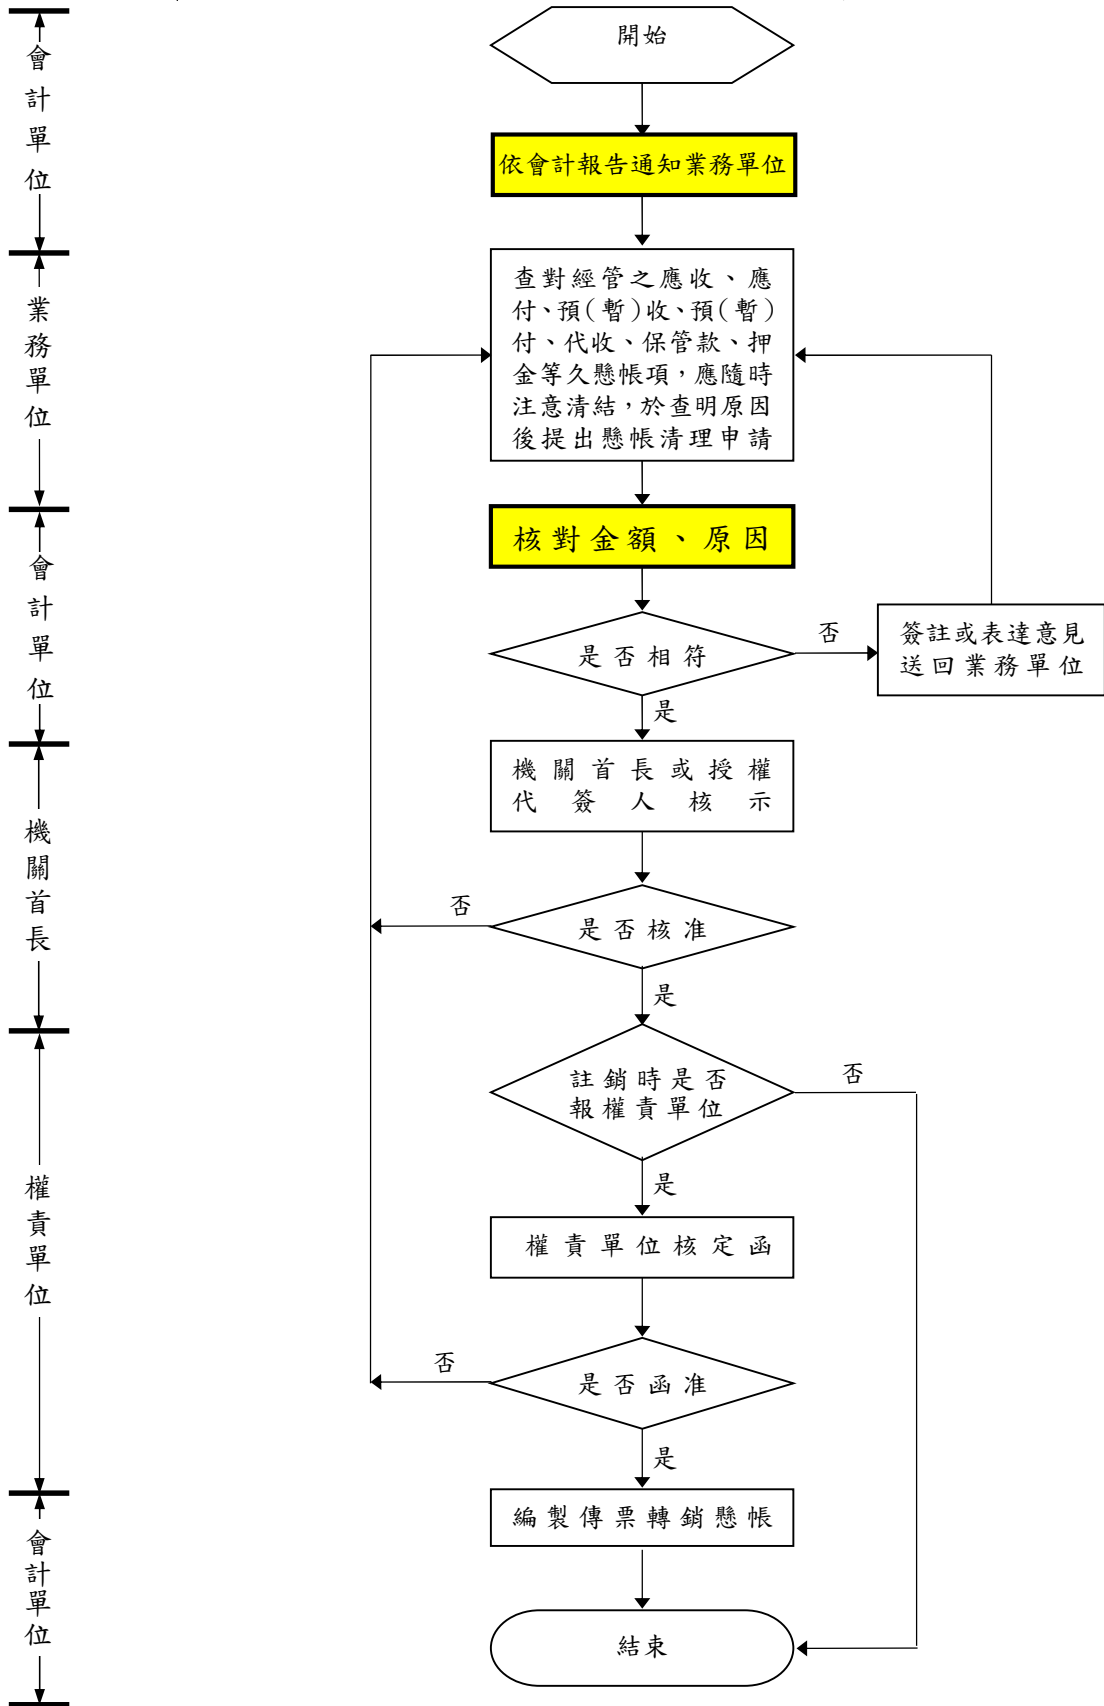 開始
會計單位
依會計報告通知業務單位
業務單位
查對經管之應收、應
付、預(暫)收、預(暫)
付、代收、保管款、押
金等久懸帳項，應隨時
注意清結，於查明原因
後提出懸帳清理申請
會計單位
核對金額、原因
是否相符
否
簽註或表達意見
送回業務單位
是
機關首長
機關首長或授權
代簽人核示
是否核准
否
是
權責單位
註銷時是否
報權責單位
否
是
權責單位核定函
是否函准
否
是
會計單位
編製傳票轉銷懸帳
結束